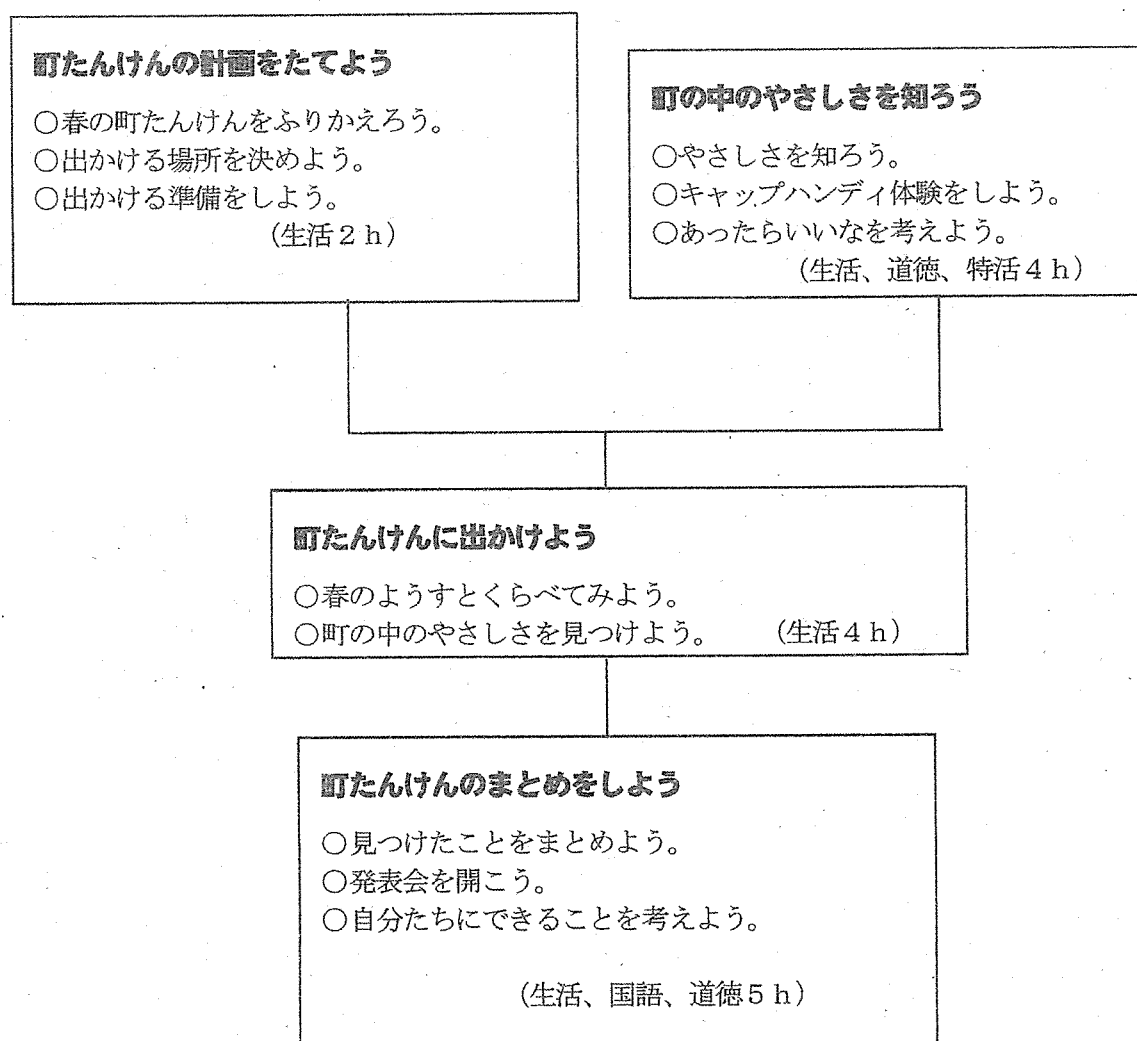 町たんけんの計画をたてよう
○春の町たんけんをふりかえろう。
○出かける場所を決めよう。
○出かける準備をしよう。
(生活2h)
町の中のやさしさを知ろう
○やさしさを知ろう。
○キャップハンディ体験をしよう。
○あったらいいなを考えよう。
(生活、道徳、特活4h)
町たんけんに出かけよう
○春のようすとくらべてみよう。
○町の中のやさしさを見つけよう。 (生活4h)
町たんけんのまとめをしよう
○見つけたことをまとめよう。
○発表会を開こう。
○自分たちにできることを考えよう。
(生活、国語、道徳5h)